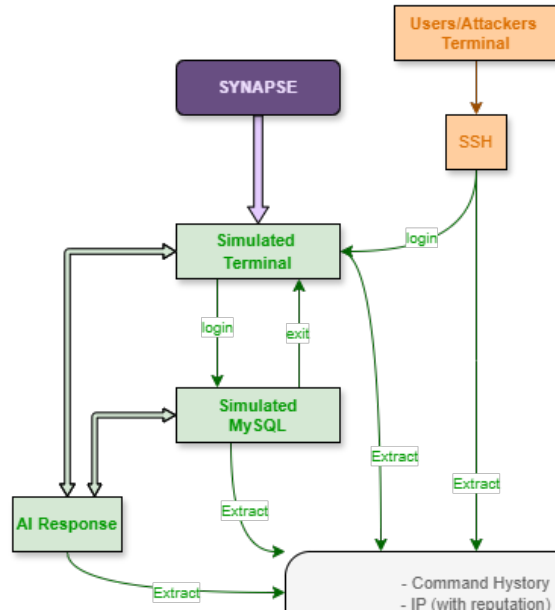 Users/Attackers
Terminal
SYNAPSE
SSH
login
Simulated
Terminal
login
exit
Simulated
MySQL
Extract
Extract
Extract
AI Response
Extract
- Command Hystory
- IP (with reputation)